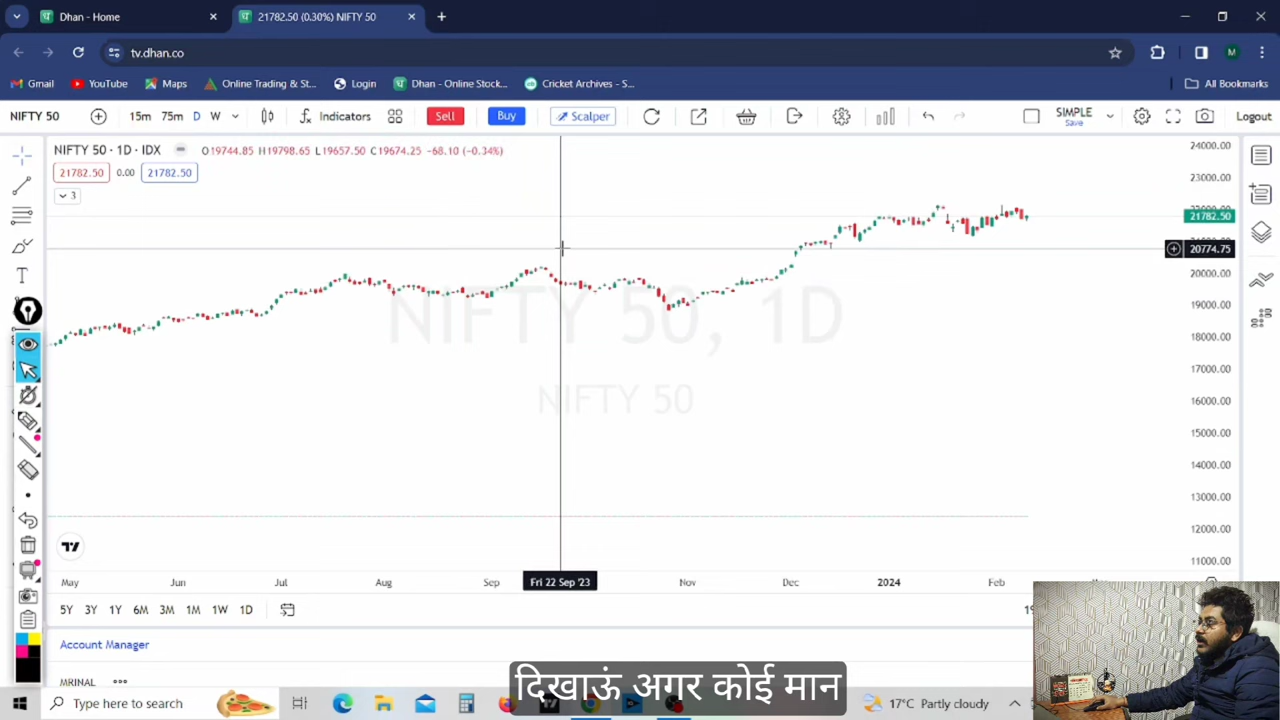 Dhan - Home
21782.50 (0.30%) NIFTY 50
tv.dhan.co
M
Gmail
YouTube
Maps
Online Trading & St...
Login
Dhan - Online Stock...
Cricket Archives - S...
All Bookmarks
NIFTY 50
15m
75m
D
W
Indicators
Sell
Buy
Scalper
SIMPLE
Save
Logout
NIFTY 50 · 1D · IDX
O19744.85 H19798.65 L19657.50 C19674.25 -68.10 (-0.34%)
21782.50
0.00
21782.50
3
24000.00
23000.00
21782.50
20774.75
20000.00
19000.00
18000.00
17000.00
16000.00
15000.00
14000.00
13000.00
12000.00
11000.00
NIFTY 50, 1D
NIFTY 50
May
Jun
Jul
Aug
Sep
Fri 22 Sep '23
Nov
Dec
2024
Feb
5Y
3Y
1Y
6M
3M
1M
1W
1D
Account Manager
MRINAL
दिखाऊं अगर कोई मान
Type here to search
17°C Partly cloudy